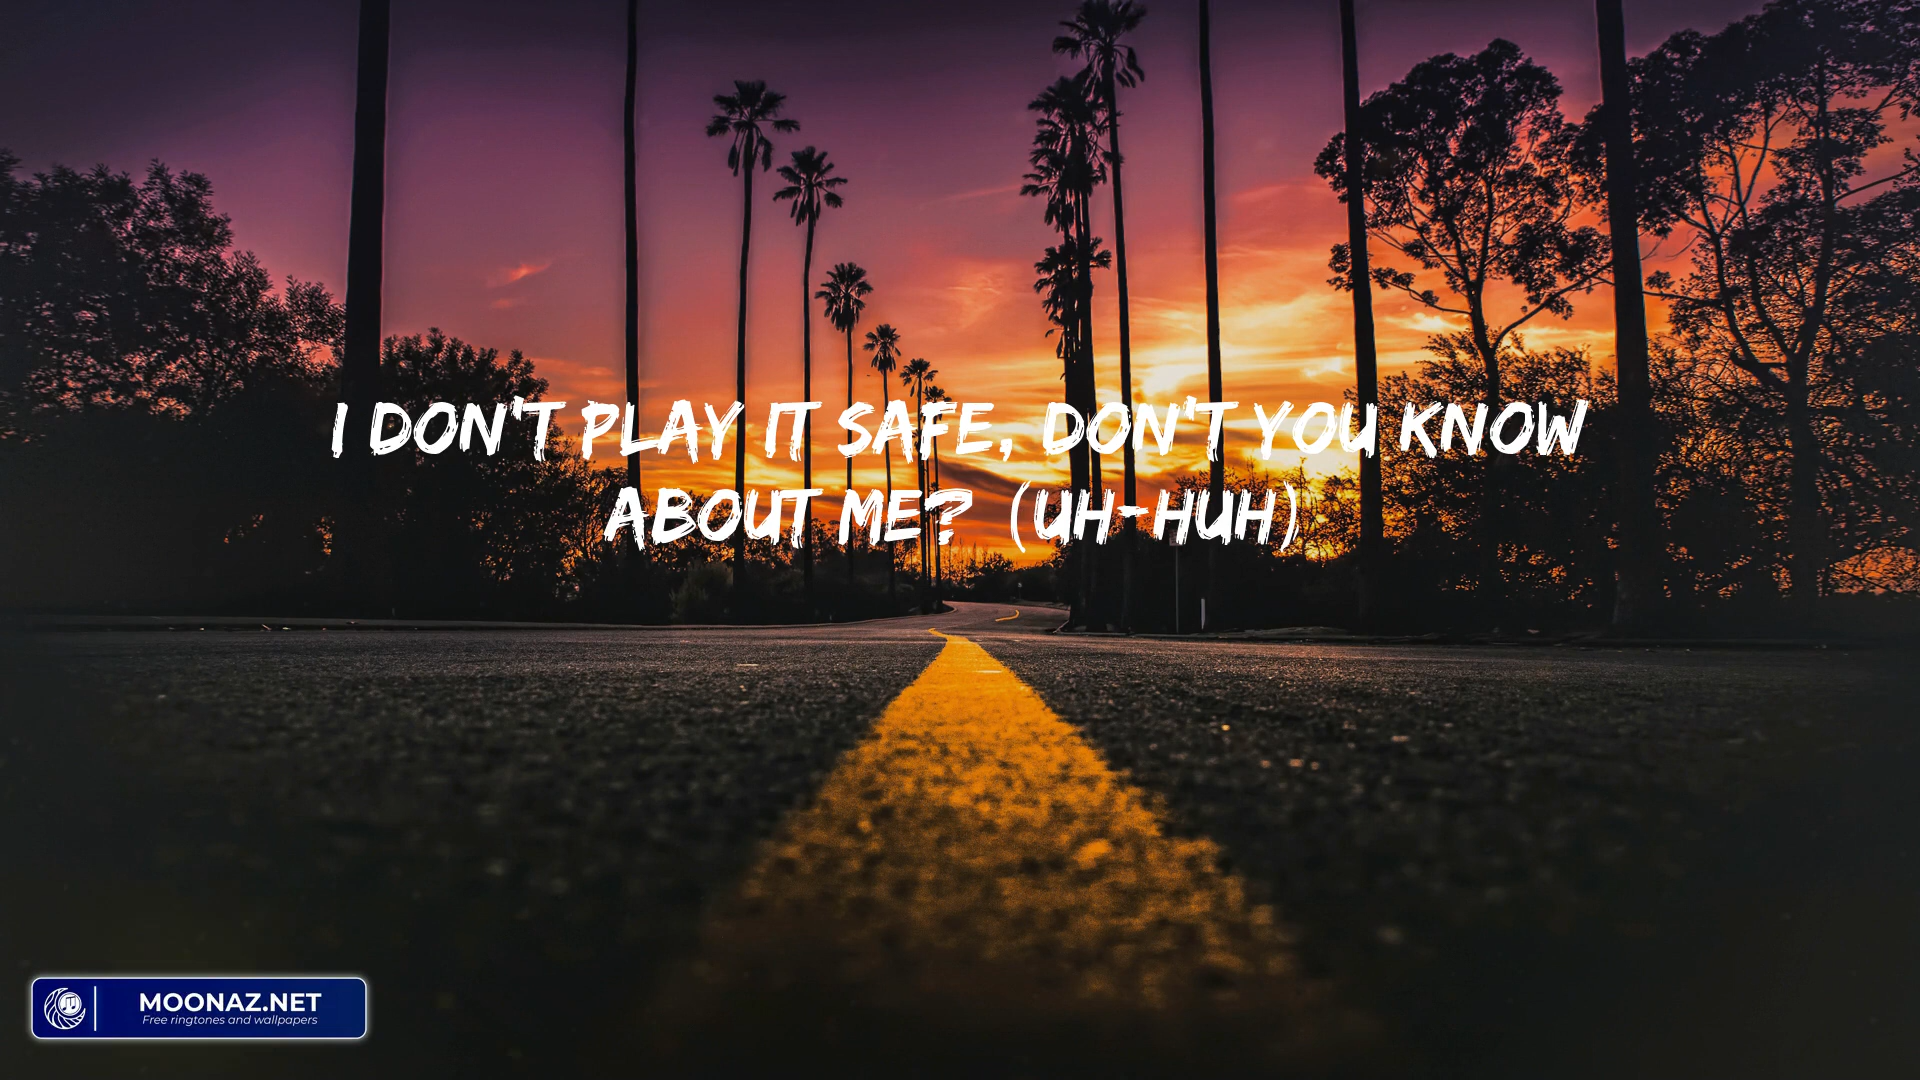 I DON'T PLAY IT SAFE, DON'T YOU KNOW
ABOUT ME? (UH-HUH)
MOONAZ.NET
Free ringtones and wallpapers